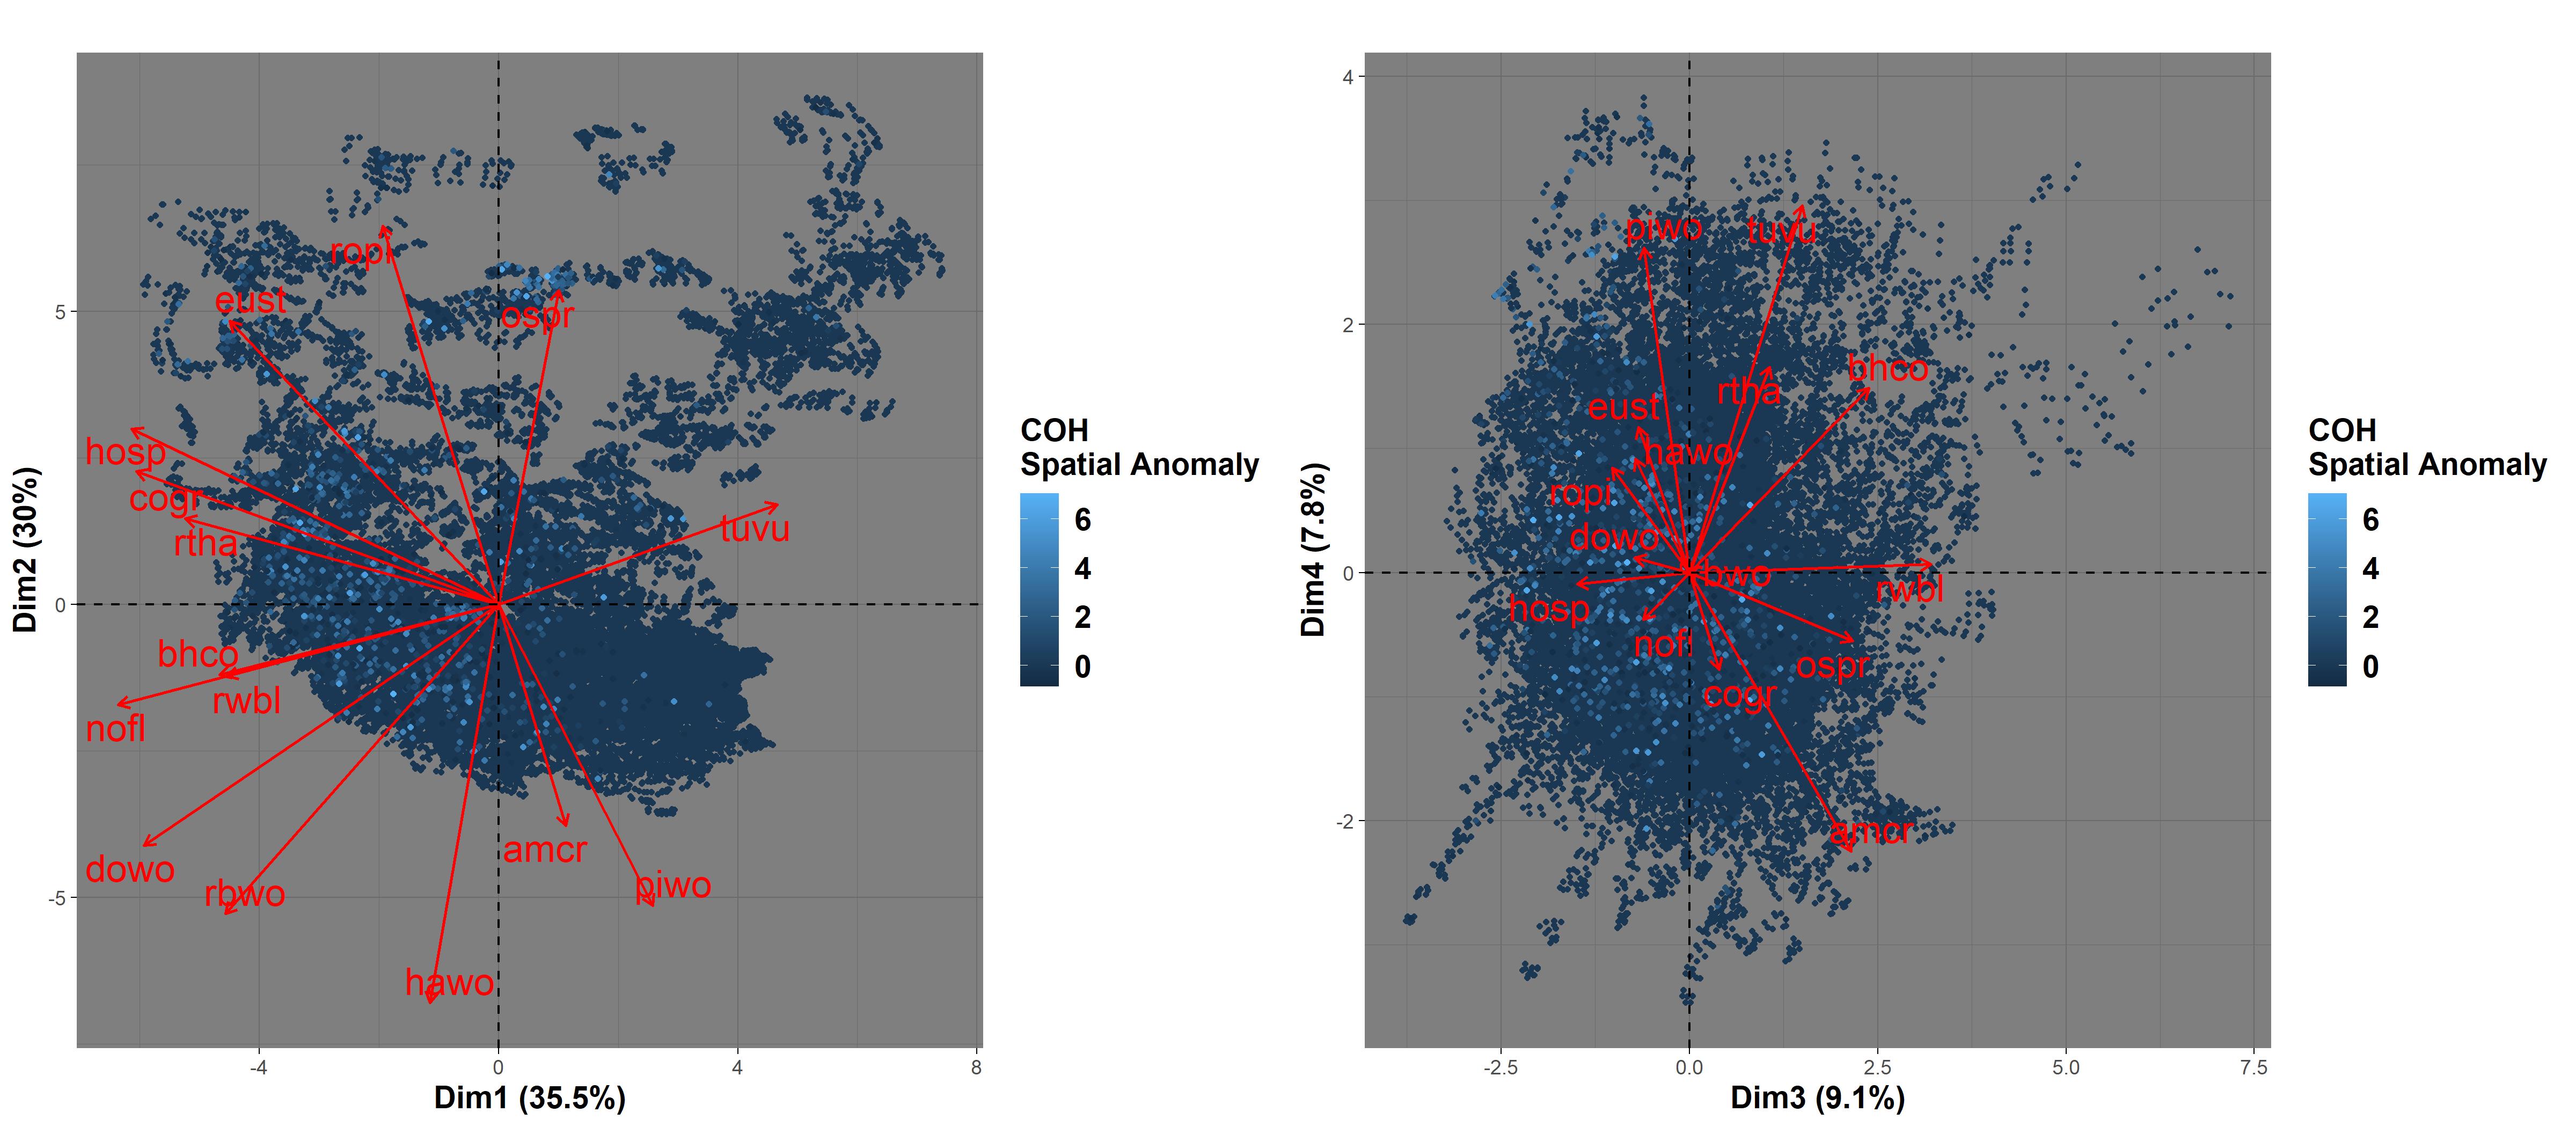 Dim2 (30%)
5
0
-5
-4
0
4
8
Dim1 (35.5%)
ropi
eust
ospr
hosp
cogr
rtha
tuvu
bhco
rwbl
nofl
dowo
rbwo
amcr
piwo
hawo
COH
Spatial Anomaly
6
4
2
0
Dim4 (7.8%)
4
2
0
-2
-2.5
0.0
2.5
5.0
7.5
Dim3 (9.1%)
piwo
tuvu
bhco
rtha
eust
hawo
ropi
dowo
rbwo
rwbl
hosp
nofl
ospr
cogr
amcr
COH
Spatial Anomaly
6
4
2
0